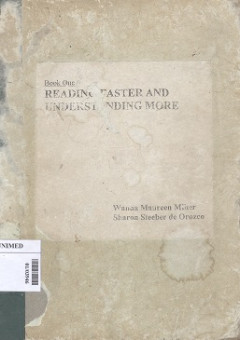 Book One
READING FASTER AND
UNDERSTANDING MORE
Wanda Maureen Miller
Sharon Steeber de Orozco
UNIMED